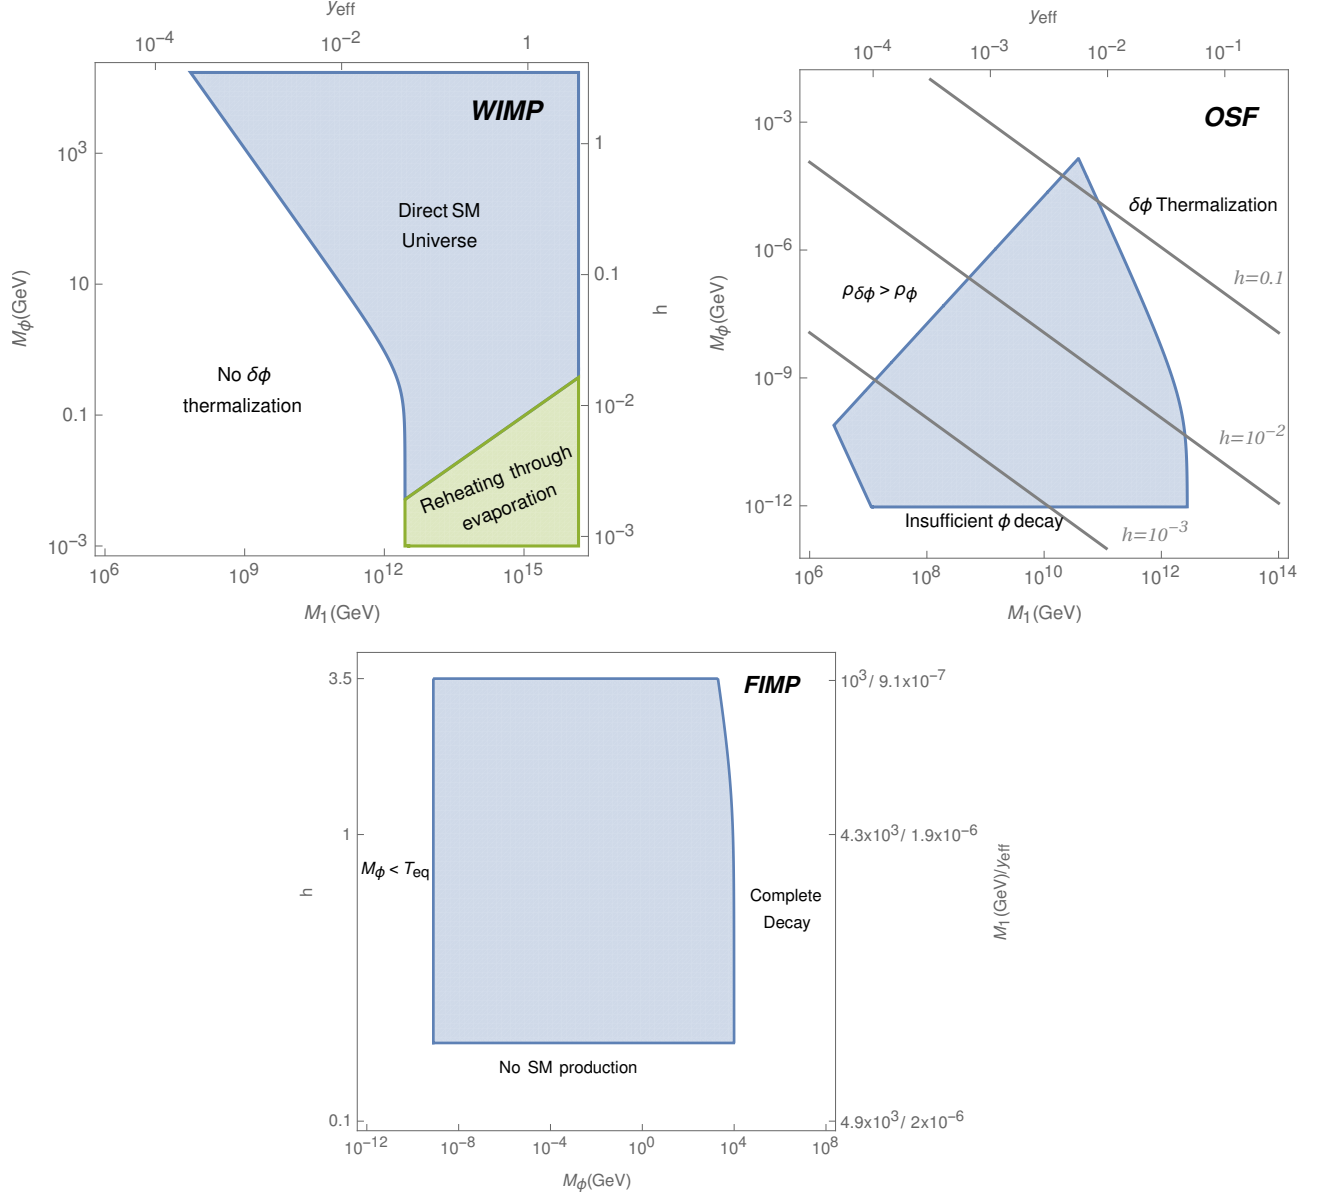 y_eff
10^−4 10^−2 1
WIMP
Direct SM
Universe
No δϕ
thermalization
Reheating through
evaporation
10^3
10
0.1
10^−3
M_ϕ(GeV)
1
0.1
10^−2
10^−3
h
10^6 10^9 10^12 10^15
M_1(GeV)
y_eff
10^−4 10^−3 10^−2 10^−1
OSF
δϕ Thermalization
ρ_δϕ > ρ_ϕ
h=0.1
h=10^−2
h=10^−3
Insufficient ϕ decay
10^−3
10^−6
10^−9
10^−12
M_ϕ(GeV)
10^6 10^8 10^10 10^12 10^14
M_1(GeV)
FIMP
3.5
1
0.1
h
M_ϕ < T_eq
Complete
Decay
No SM production
10^3/ 9.1x10^−7
4.3x10^3/ 1.9x10^−6
4.9x10^3/ 2x10^−6
M_1(GeV)/y_eff
10^−12 10^−8 10^−4 10^0 10^4 10^8
M_ϕ(GeV)